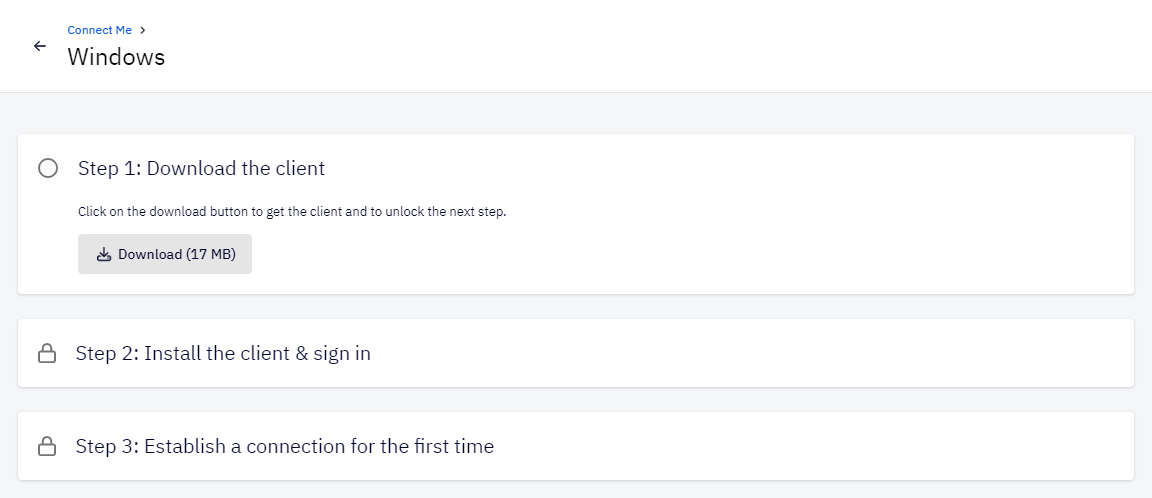 Connect Me
Windows
Step 1: Download the client
Click on the download button to get the client and to unlock the next step.
Download (17 MB)
Step 2: Install the client & sign in
Step 3: Establish a connection for the first time